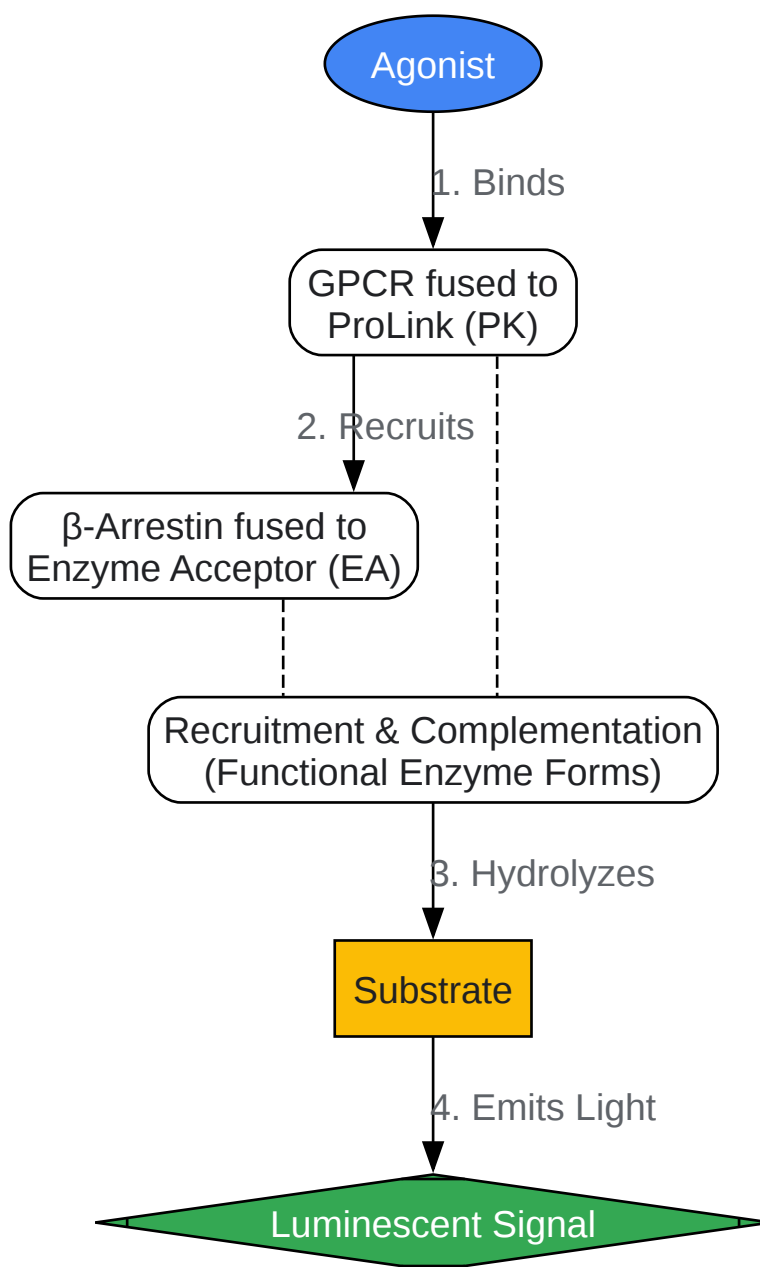 Agonist
1. Binds
GPCR fused to
ProLink (PK)
2. Recruits
β-Arrestin fused to
Enzyme Acceptor (EA)
Recruitment & Complementation
(Functional Enzyme Forms)
3. Hydrolyzes
Substrate
4. Emits Light
Luminescent Signal